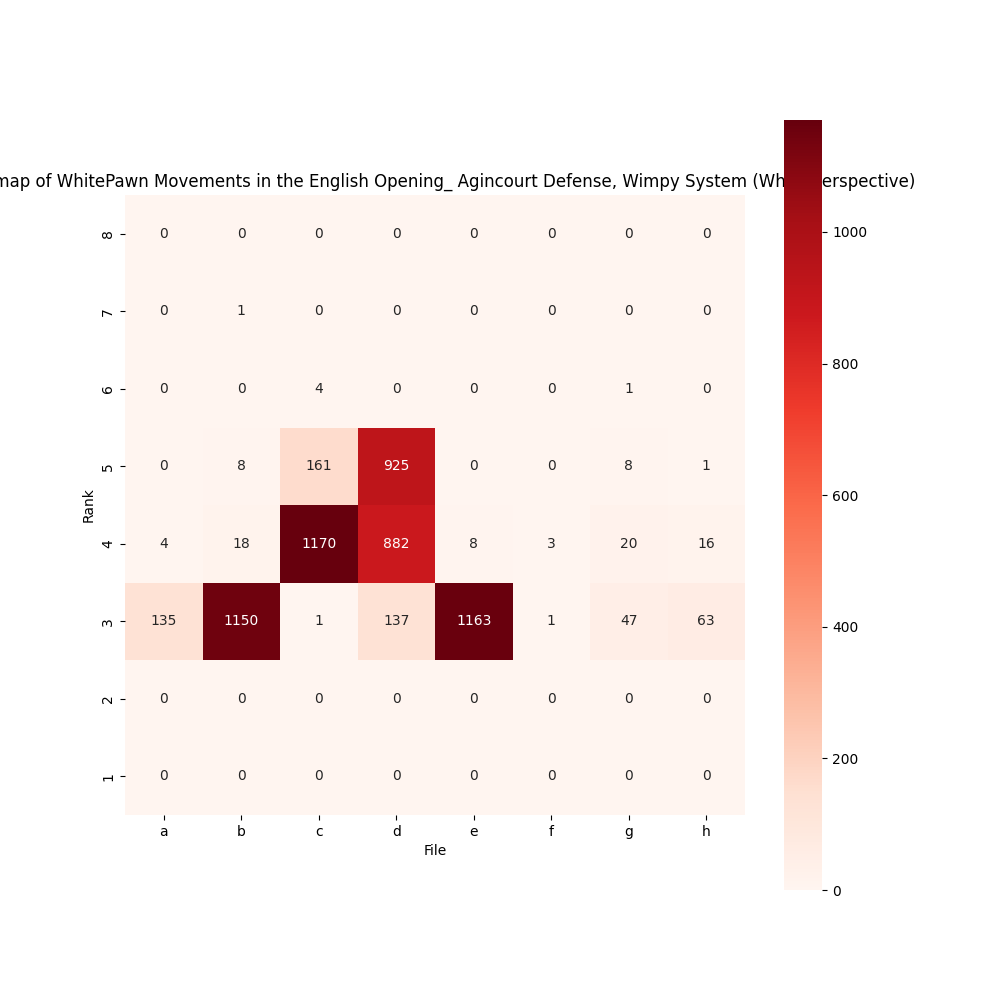 map of WhitePawn Movements in the English Opening_ Agincourt Defense, Wimpy System (Wh erspective)
8 0 0 0 0 0 0 0 0
7 0 1 0 0 0 0 0 0
6 0 0 4 0 0 0 1 0
5 0 8 161 925 0 0 8 1
4 4 18 1170 882 8 3 20 16
3 135 1150 1 137 1163 1 47 63
2 0 0 0 0 0 0 0 0
1 0 0 0 0 0 0 0 0
a b c d e f g h
File
Rank
1000
800
600
400
200
0